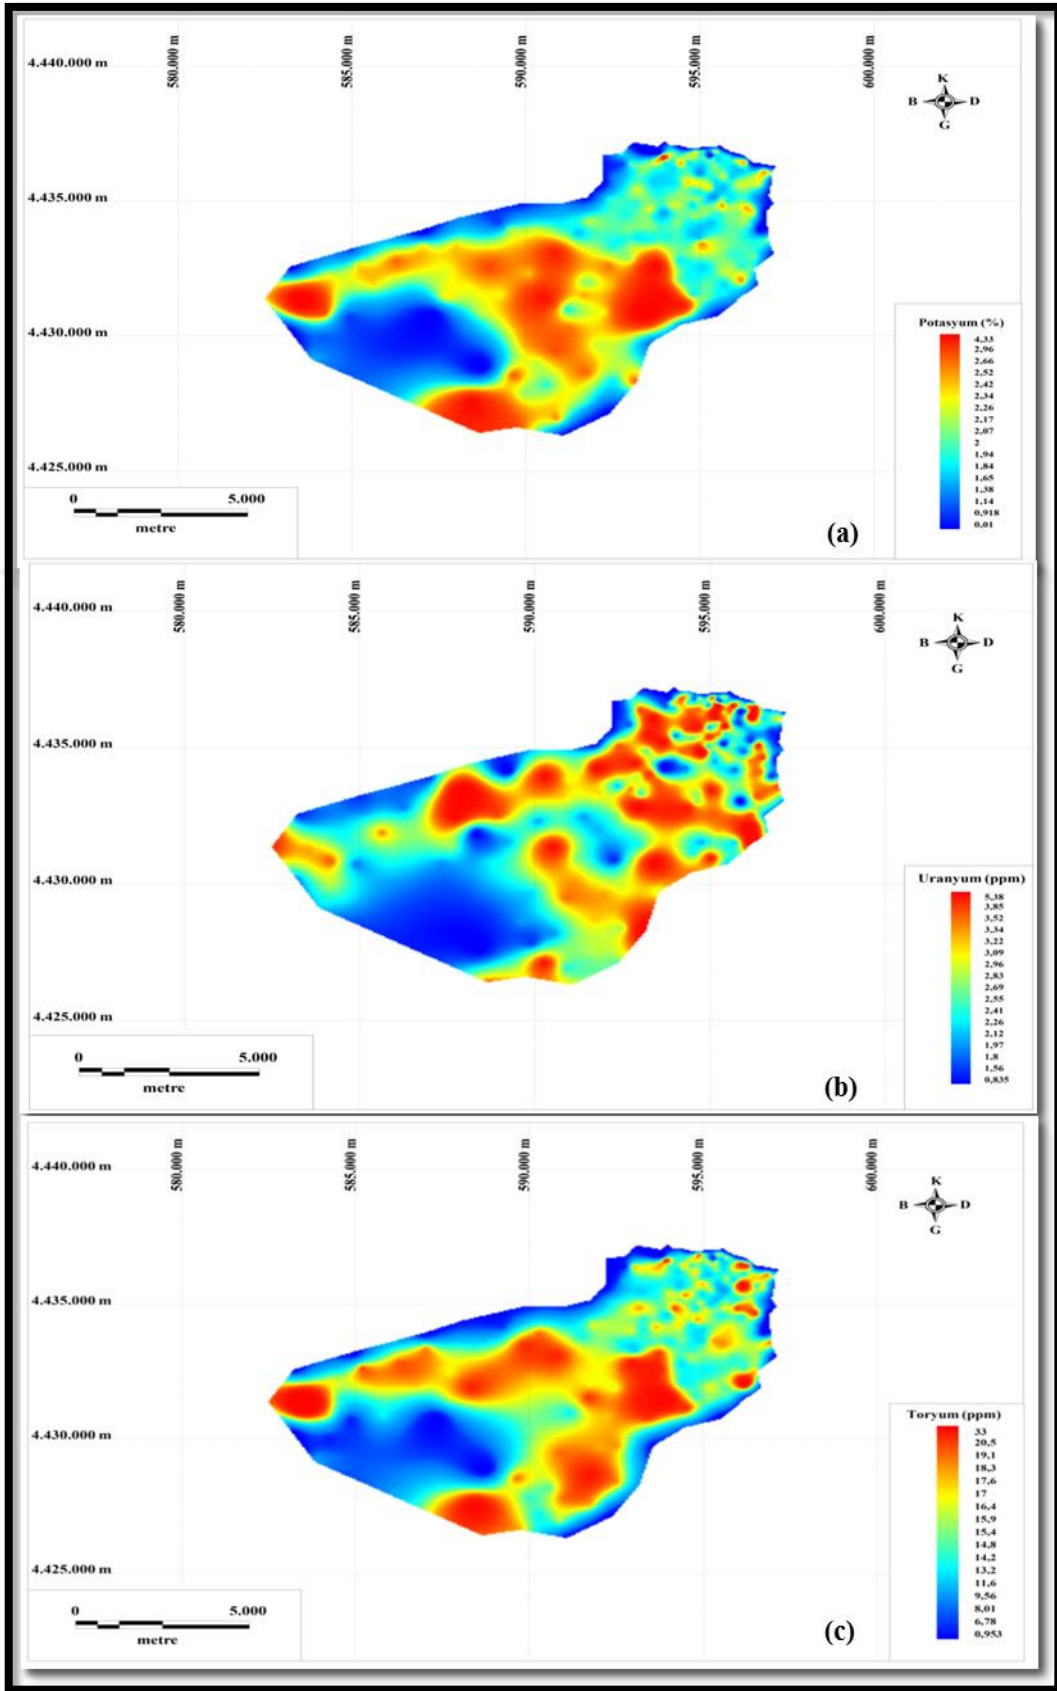 580.000 m
585.000 m
590.000 m
595.000 m
600.000 m
4.440.000 m
K
B D
G
4.435.000 m
4.430.000 m
Potasyum (%)
4,33
2,96
2,66
2,52
2,42
2,34
2,26
2,17
2,07
2
1,94
1,84
1,65
1,38
1,14
0,918
0,01
4.425.000 m
0 5.000
metre
(a)
580.000 m
585.000 m
590.000 m
595.000 m
600.000 m
4.440.000 m
K
B D
G
4.435.000 m
4.430.000 m
Uranyum (ppm)
5,38
3,85
3,52
3,34
3,22
3,09
2,96
2,83
2,69
2,55
2,41
2,26
2,12
1,97
1,8
1,56
0,835
4.425.000 m
0 5.000
metre
(b)
580.000 m
585.000 m
590.000 m
595.000 m
600.000 m
4.440.000 m
K
B D
G
4.435.000 m
4.430.000 m
Toryum (ppm)
33
20,5
19,1
18,3
17,6
17
16,4
15,9
15,4
14,8
14,2
13,2
11,6
9,56
8,01
6,78
0,953
4.425.000 m
0 5.000
metre
(c)